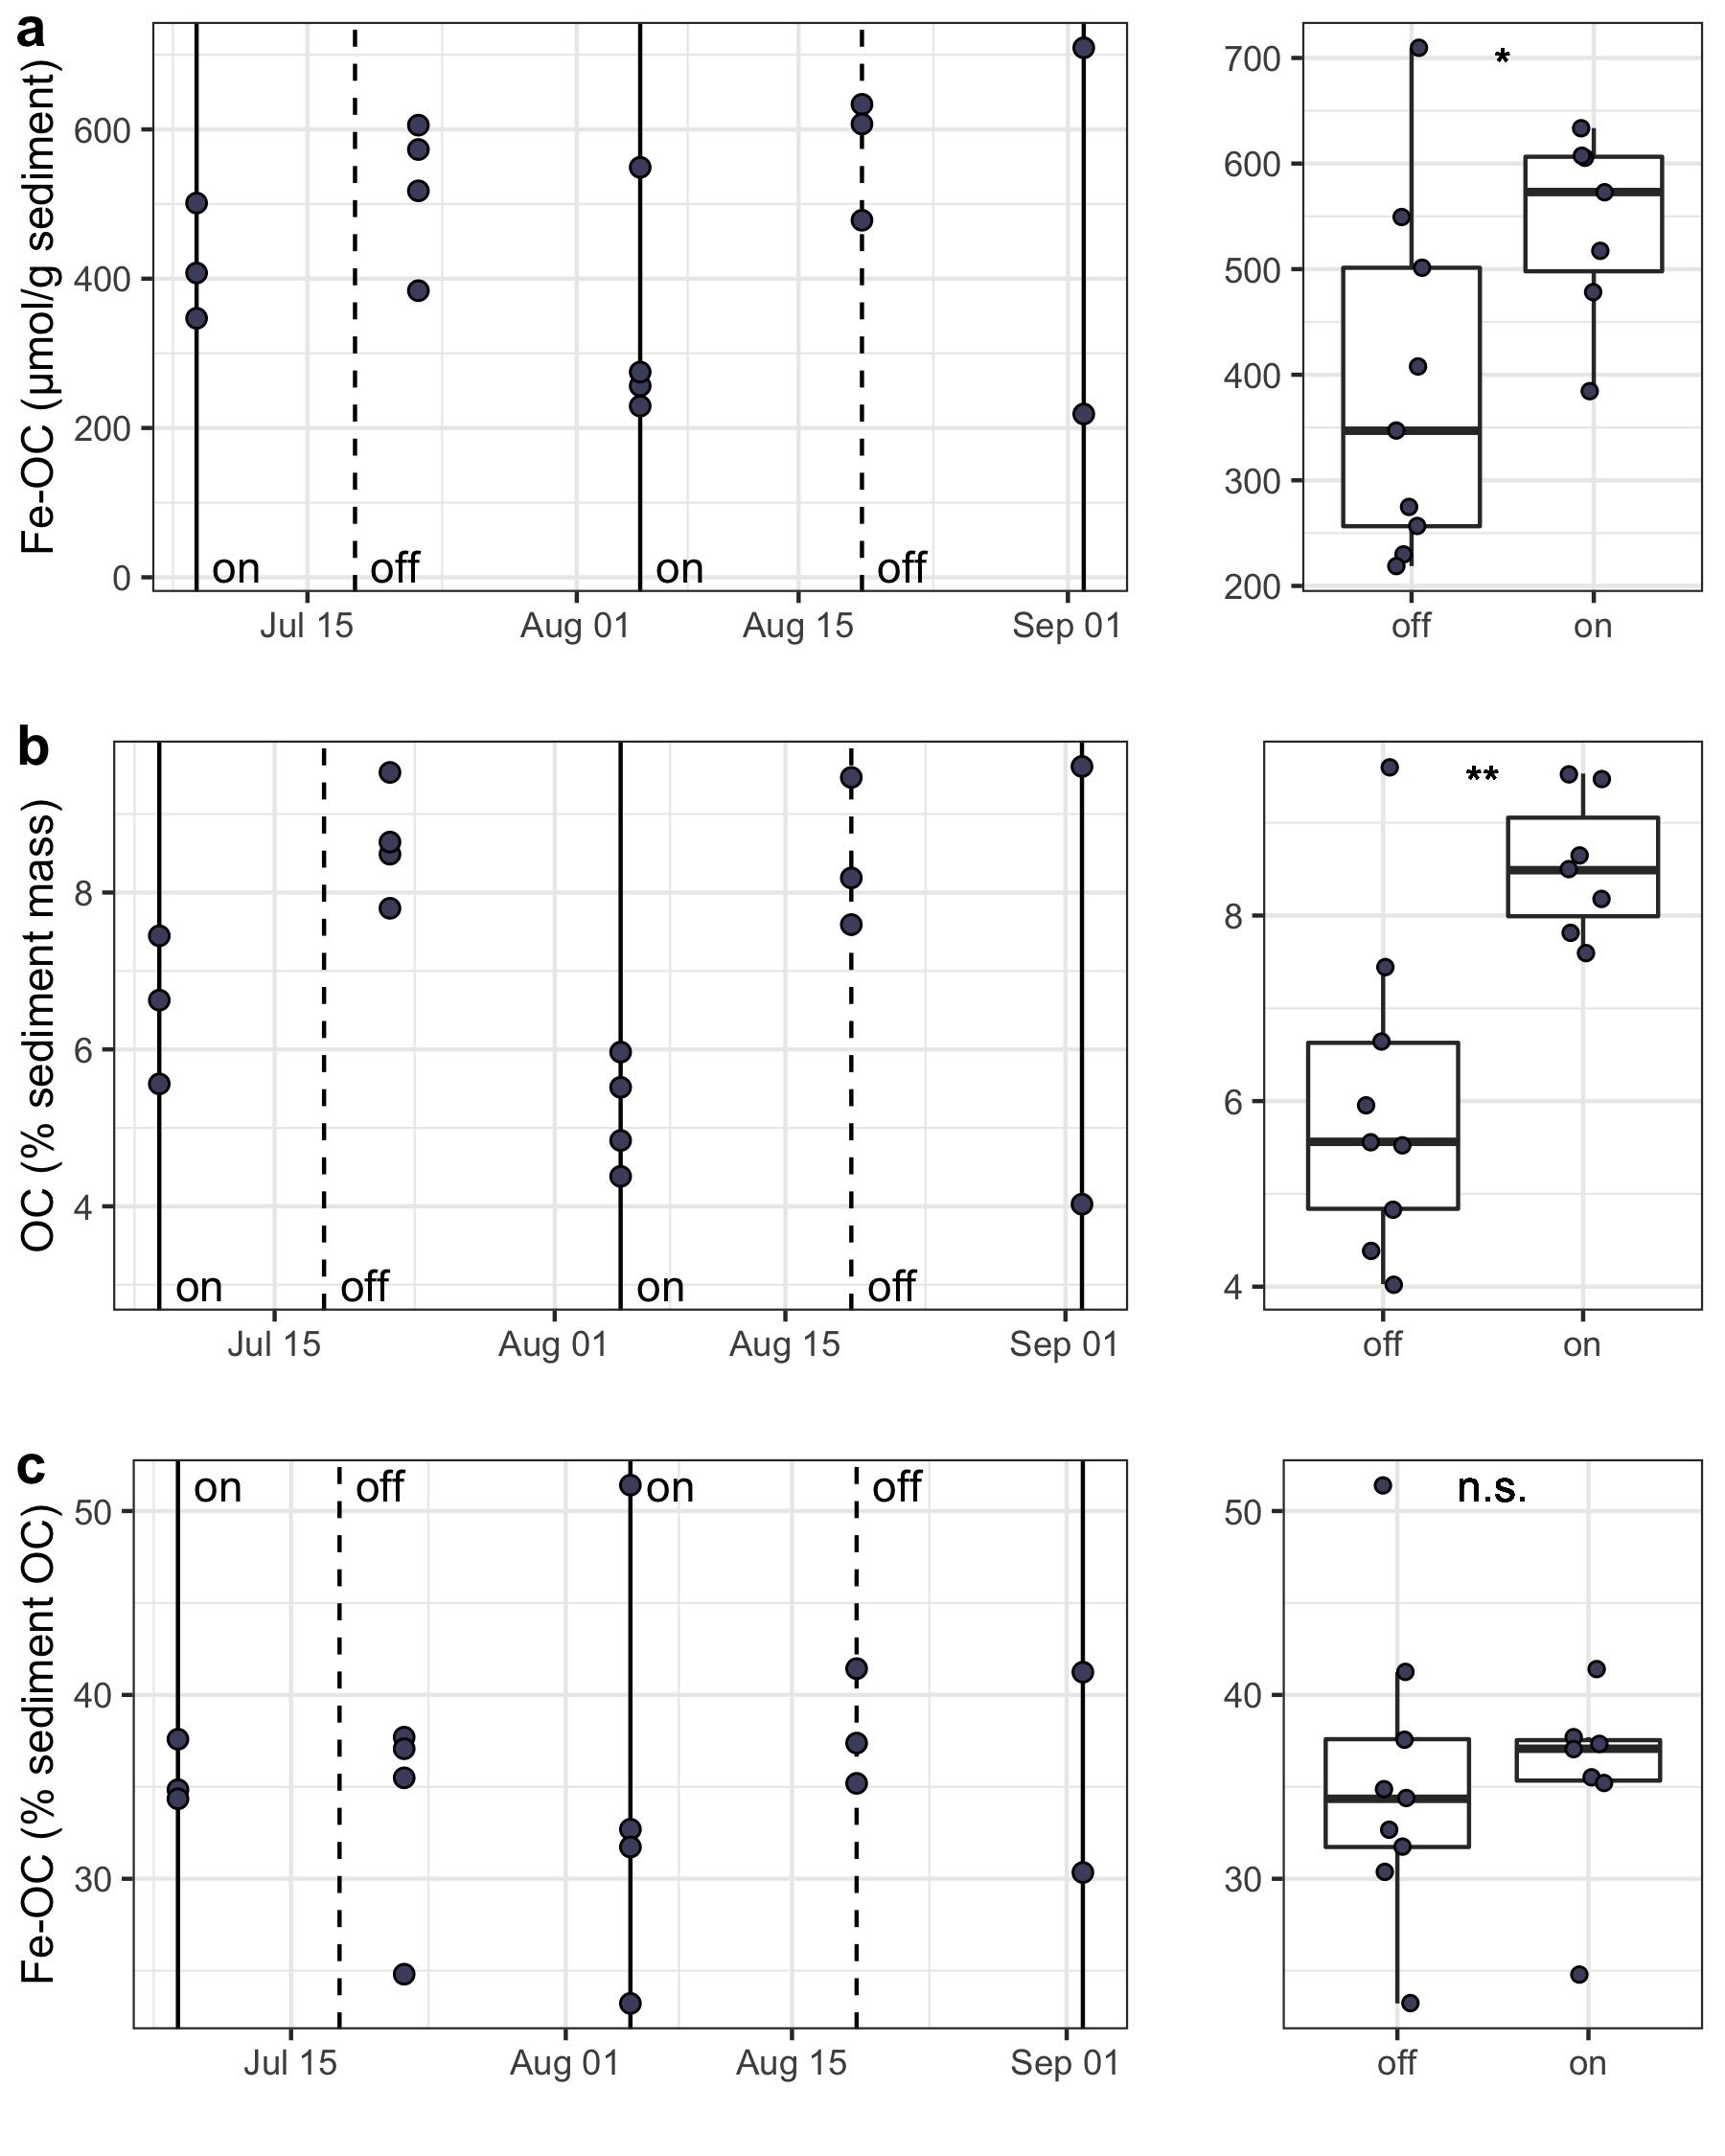 a
Fe-OC (µmol/g sediment)
600
400
200
0
on
off
on
off
Jul 15
Aug 01
Aug 15
Sep 01
700
600
500
400
300
200
*
off
on
b
OC (% sediment mass)
8
6
4
on
off
on
off
Jul 15
Aug 01
Aug 15
Sep 01
8
6
4
**
off
on
c
Fe-OC (% sediment OC)
50
40
30
on
off
on
off
Jul 15
Aug 01
Aug 15
Sep 01
50
40
30
n.s.
off
on